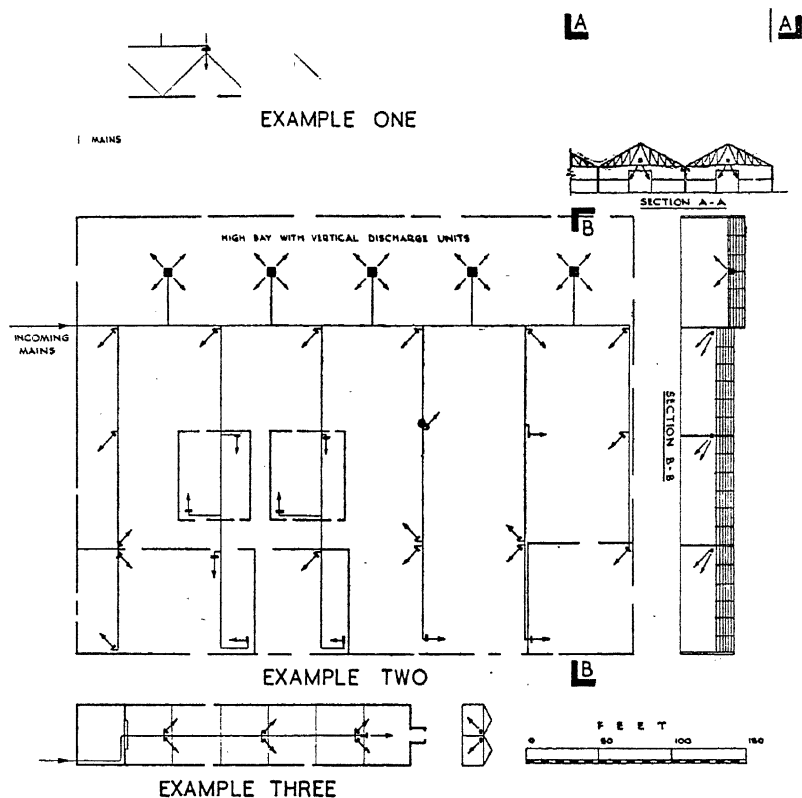 A A
EXAMPLE ONE
MAINS
SECTION A-A
B
HIGH BAY WITH VERTICAL DISCHARGE UNITS
INCOMING
MAINS
SECTION B-B
EXAMPLE TWO
B
FEET
0 50 100 150
EXAMPLE THREE